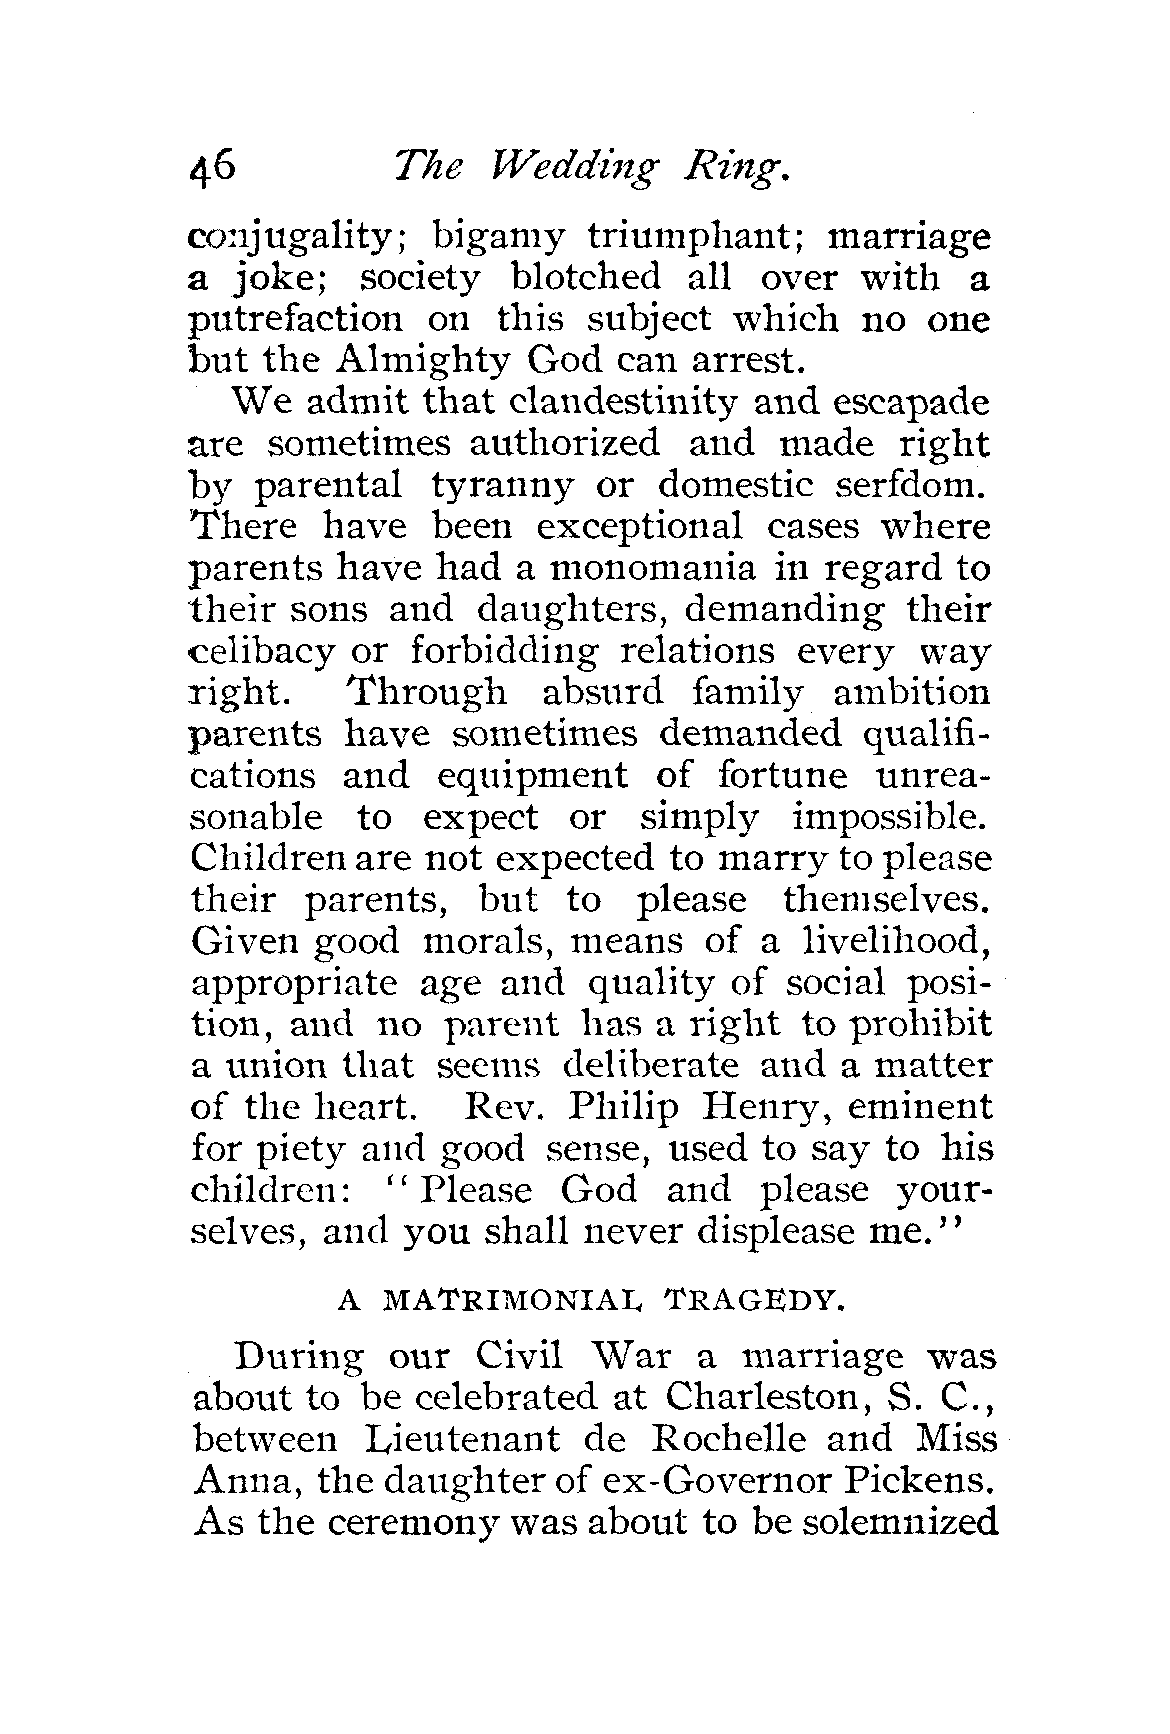 46 The Wedding Ring.
conjugality; bigamy triumphant; marriage
a joke; society blotched all over with a
putrefaction on this subject which no one
but the Almighty God can arrest.
We admit that clandestinity and escapade
are sometimes authorized and made right
by parental tyranny or domestic serfdom.
There have been exceptional cases where
parents have had a monomania in regard to
their sons and daughters, demanding their
celibacy or forbidding relations every way
right. Through absurd family ambition
parents have sometimes demanded qualifi-
cations and equipment of fortune unrea-
sonable to expect or simply impossible.
Children are not expected to marry to please
their parents, but to please themselves.
Given good morals, means of a livelihood,
appropriate age and quality of social posi-
tion, and no parent has a right to prohibit
a union that seems deliberate and a matter
of the heart. Rev. Philip Henry, eminent
for piety and good sense, used to say to his
children: "Please God and please your-
selves, and you shall never displease me."
A MATRIMONIAL TRAGEDY.
During our Civil War a marriage was
about to be celebrated at Charleston, S. C.,
between Lieutenant de Rochelle and Miss
Anna, the daughter of ex-Governor Pickens.
As the ceremony was about to be solemnized